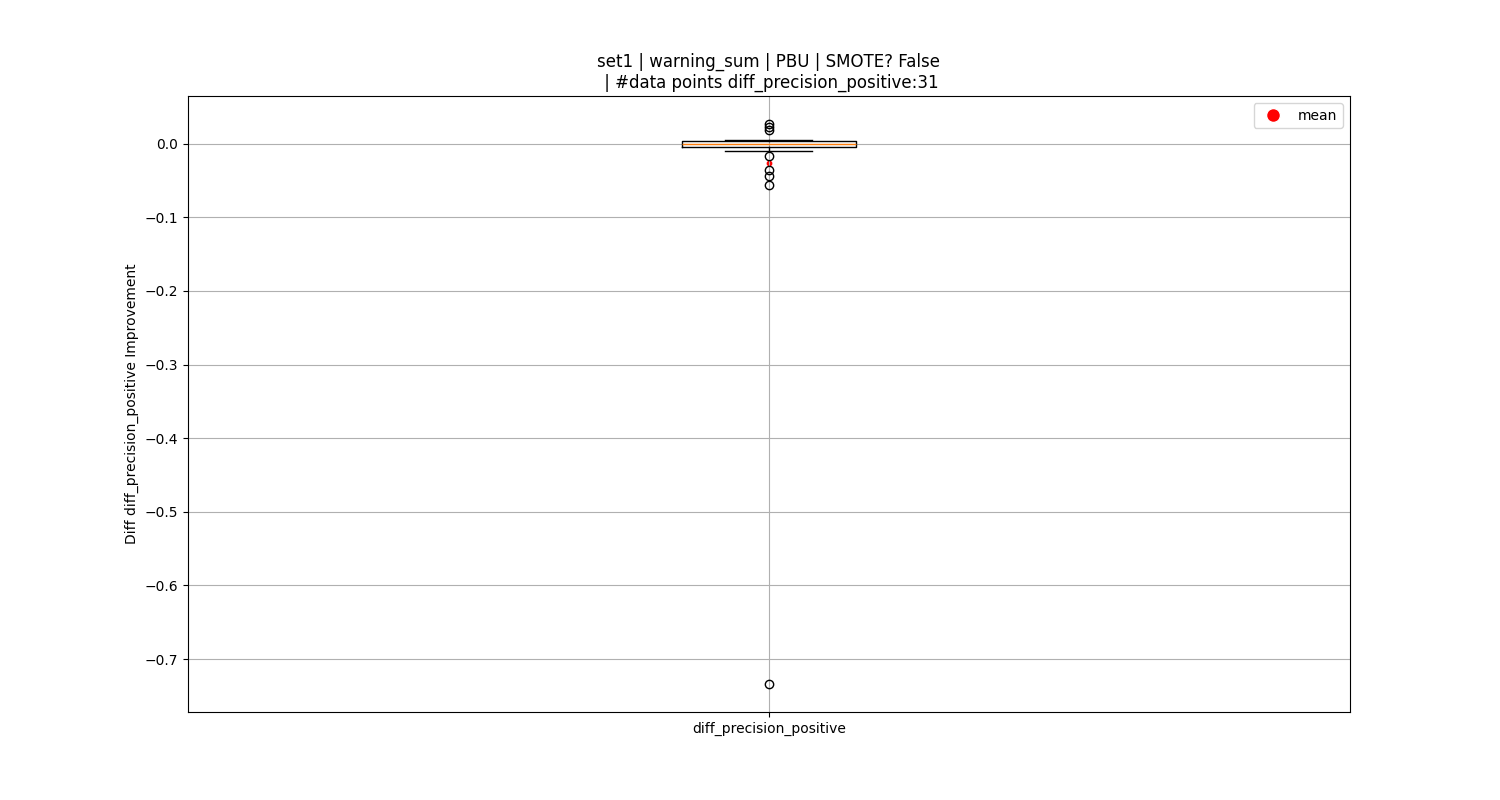 set1 | warning_sum | PBU | SMOTE? False
| #data points diff_precision_positive:31
mean
0.0
−0.1
−0.2
−0.3
−0.4
−0.5
−0.6
−0.7
Diff diff_precision_positive Improvement
diff_precision_positive